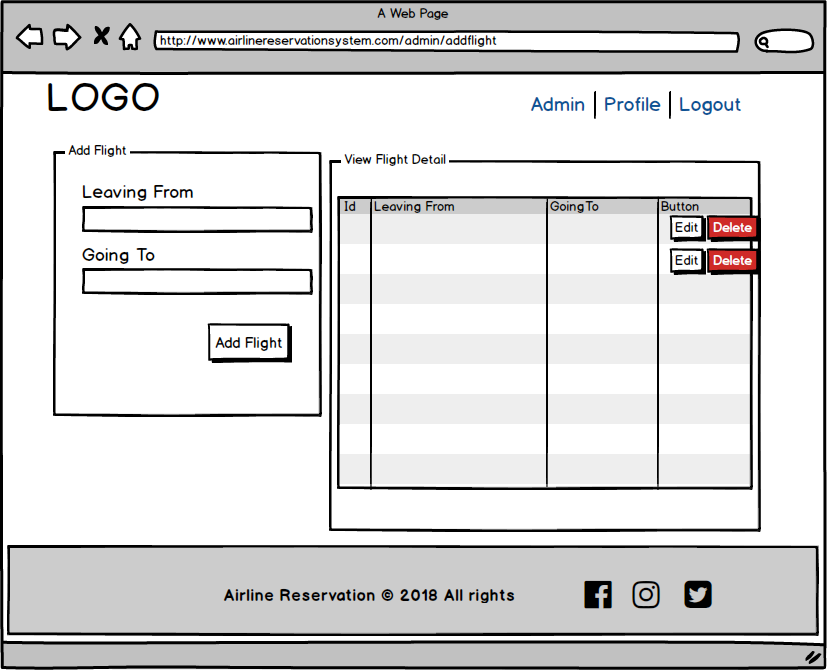 A Web Page
http://www.airlinereservationsystem.com/admin/addflight
LOGO
Admin Profile Logout
Add Flight
Leaving From
Going To
Add Flight
View Flight Detail
Id Leaving From GoingTo Button
Edit Delete
Edit Delete
Airline Reservation © 2018 All rights